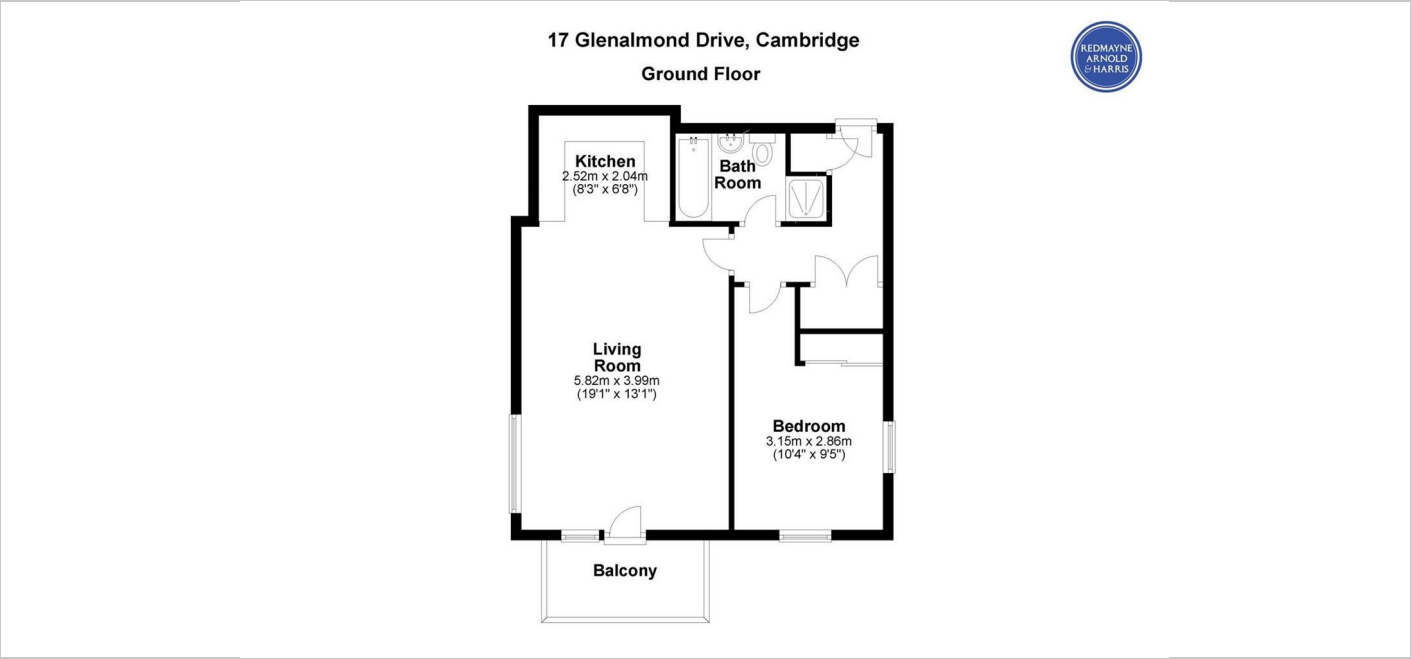 17 Glenalmond Drive, Cambridge
Ground Floor
REDMAYNE
ARNOLD
& HARRIS
Kitchen
2.52m x 2.04m
(8'3" x 6'8")
Bath
Room
Living
Room
5.82m x 3.99m
(19'1" x 13'1")
Bedroom
3.15m x 2.86m
(10'4" x 9'5")
Balcony